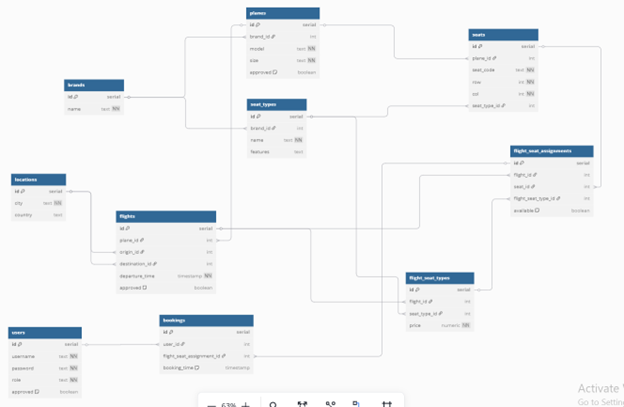 planes
id serial
brand_id int
model text NN
size text NN
approved boolean
seats
id serial
plane_id int
seat_code text NN
row int NN
col int NN
seat_type_id int
brands
id serial
name text NN
seat_types
id serial
brand_id int
name text NN
features text
flight_seat_assignments
id serial
flight_id int
seat_id int
flight_seat_type_id int
available boolean
locations
id serial
city text NN
country text
flights
id serial
plane_id int
origin_id int
destination_id int
departure_time timestamp NN
approved boolean
flight_seat_types
id serial
flight_id int
seat_type_id int
price numeric NN
users
id serial
username text NN
password text NN
role text NN
approved boolean
bookings
id serial
user_id int
flight_seat_assignment_id int
booking_time timestamp
63%
Activate
Go to Setting